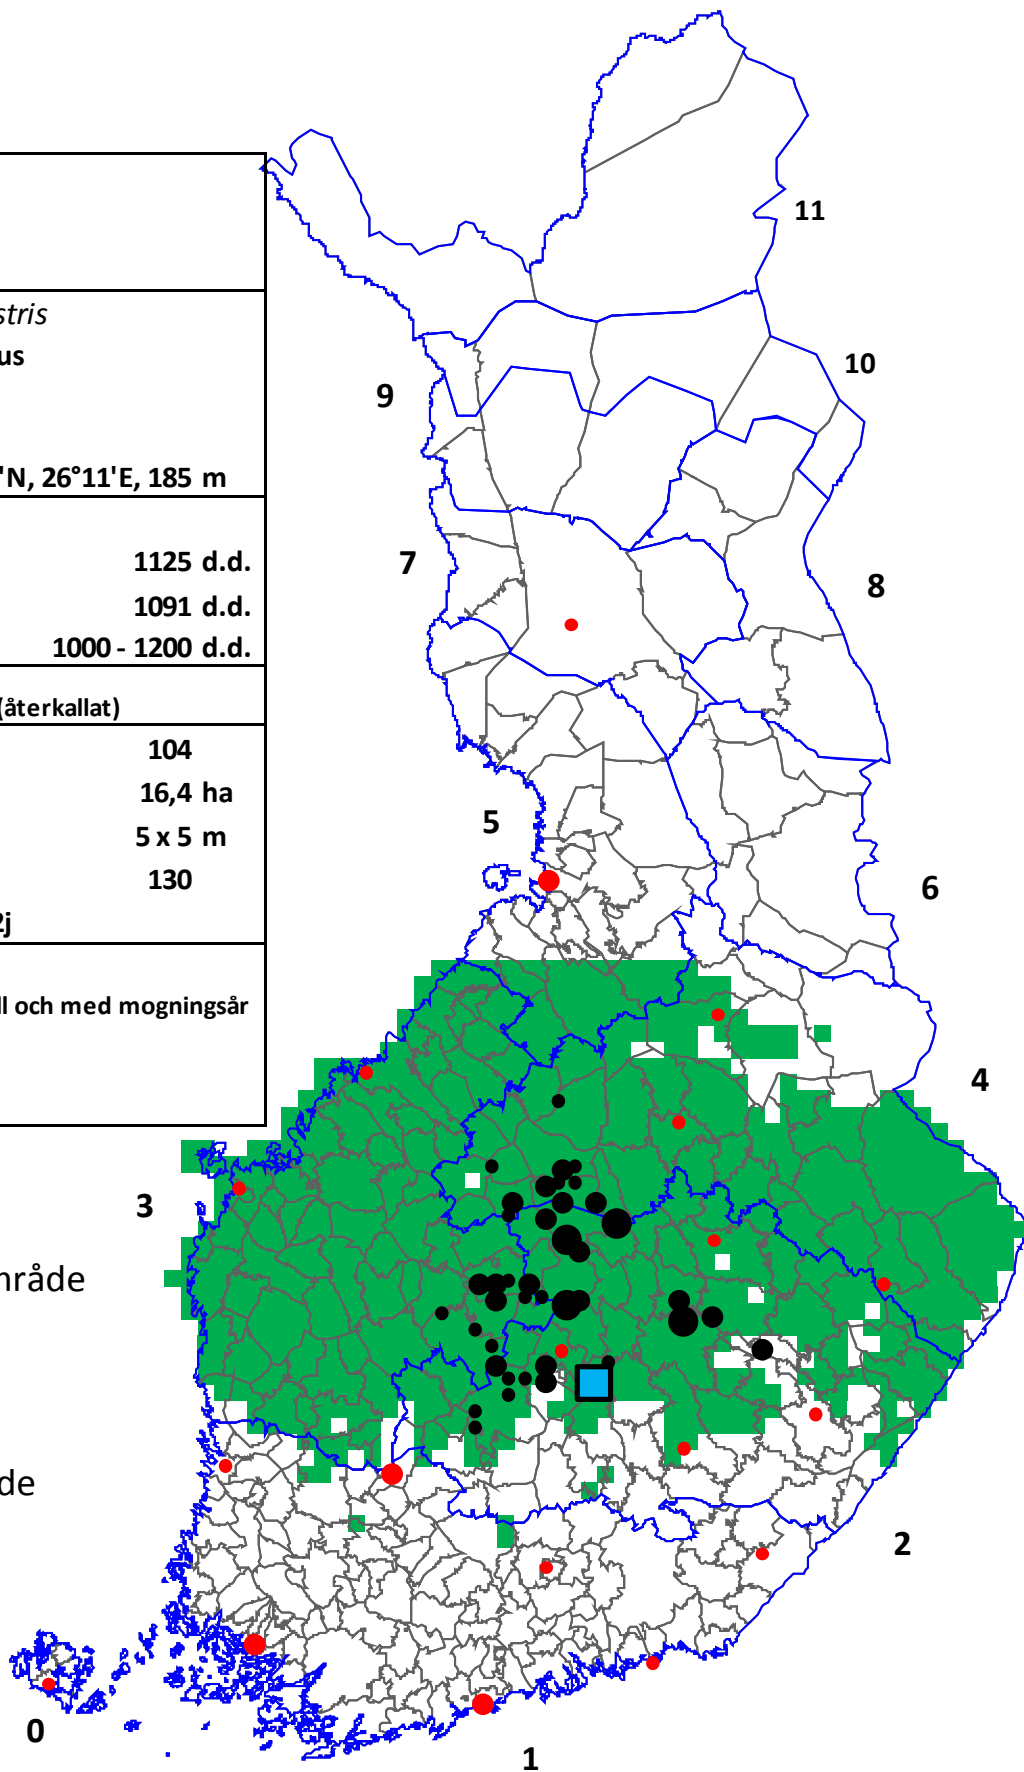 stris
us
'N, 26°11'E, 185 m
1125 d.d.
1091 d.d.
1000 - 1200 d.d.
(återkallat)
104
16,4 ha
5 x 5 m
130
2j
ll och med mogningsår
nråde
de
11
10
9
7
8
5
6
4
3
2
0
1